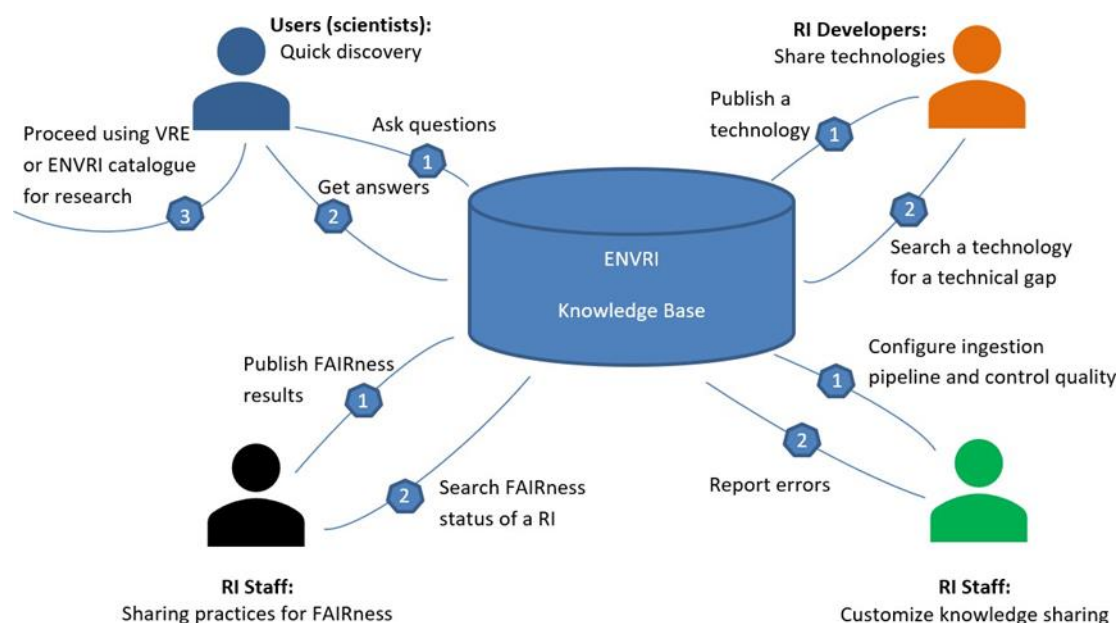 Users (scientists):
Quick discovery
RI Developers:
Share technologies
Proceed using VRE
or ENVRI catalogue
for research
3
Ask questions
1
Get answers
2
Publish a
technology
1
2
Search a technology
for a technical gap
ENVRI
Knowledge Base
Publish FAIRness
results
1
2
Search FAIRness
status of a RI
Configure ingestion
pipeline and control quality
1
2
Report errors
RI Staff:
Sharing practices for FAIRness
RI Staff:
Customize knowledge sharing